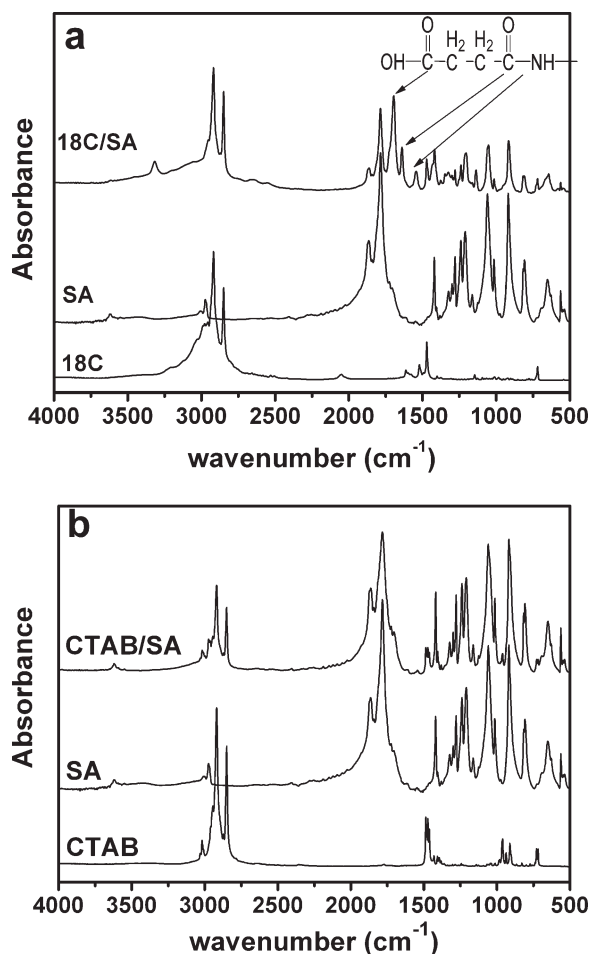 a
O
H₂ H₂
O
OH—C—C—C—C—NH—
18C/SA
SA
18C
Absorbance
4000 3500 3000 2500 2000 1500 1000 500
wavenumber (cm⁻¹)
b
CTAB/SA
SA
CTAB
Absorbance
4000 3500 3000 2500 2000 1500 1000 500
wavenumber (cm⁻¹)